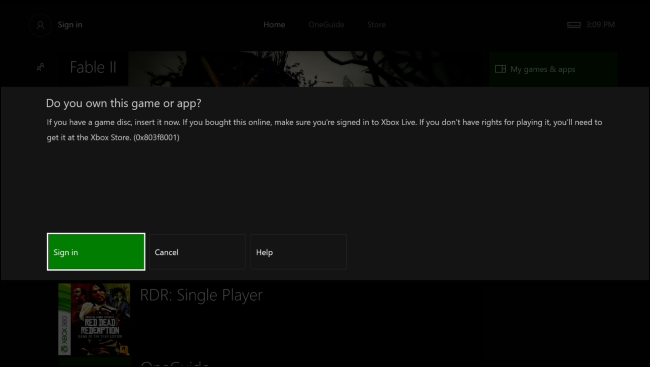 Sign in
Home
OneGuide
Store
3:09 PM
Fable II
My games & apps
Do you own this game or app?
If you have a game disc, insert it now. If you bought this online, make sure you're signed in to Xbox Live. If you don't have rights for playing it, you'll need to
get it at the Xbox Store. (0x803f8001)
Sign in
Cancel
Help
RDR: Single Player
XBOX 360
RED DEAD
REDEMPTION
OneGuide